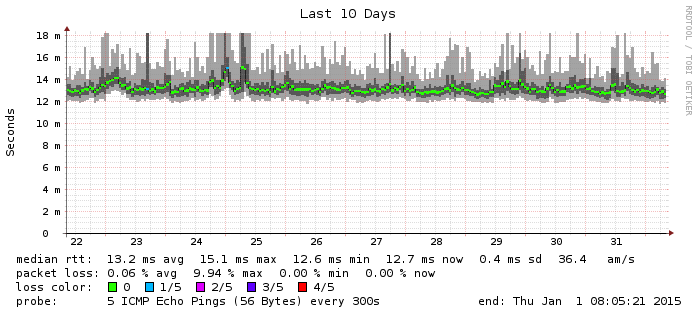 Last 10 Days
RRDTOOL / TOBI OETIKER
Seconds
18 m
16 m
14 m
12 m
10 m
8 m
6 m
4 m
2 m
0
22 23 24 25 26 27 28 29 30 31
median rtt: 13.2 ms avg 15.1 ms max 12.6 ms min 12.7 ms now 0.4 ms sd 36.4 am/s
packet loss: 0.06 % avg 9.94 % max 0.00 % min 0.00 % now
loss color: 0 1/5 2/5 3/5 4/5
probe: 5 ICMP Echo Pings (56 Bytes) every 300s end: Thu Jan 1 08:05:21 2015